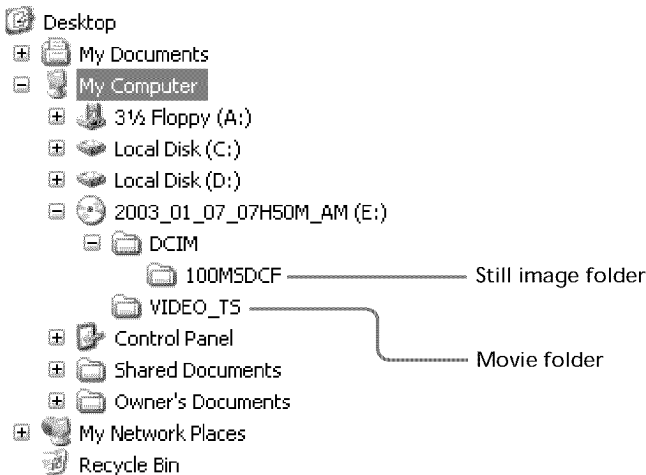 Desktop
My Documents
My Computer
3½ Floppy (A:)
Local Disk (C:)
Local Disk (D:)
2003_01_07_07H50M_AM (E:)
DCIM
100MSDCF Still image folder
VIDEO_TS
Control Panel
Movie folder
Shared Documents
Owner's Documents
My Network Places
Recycle Bin